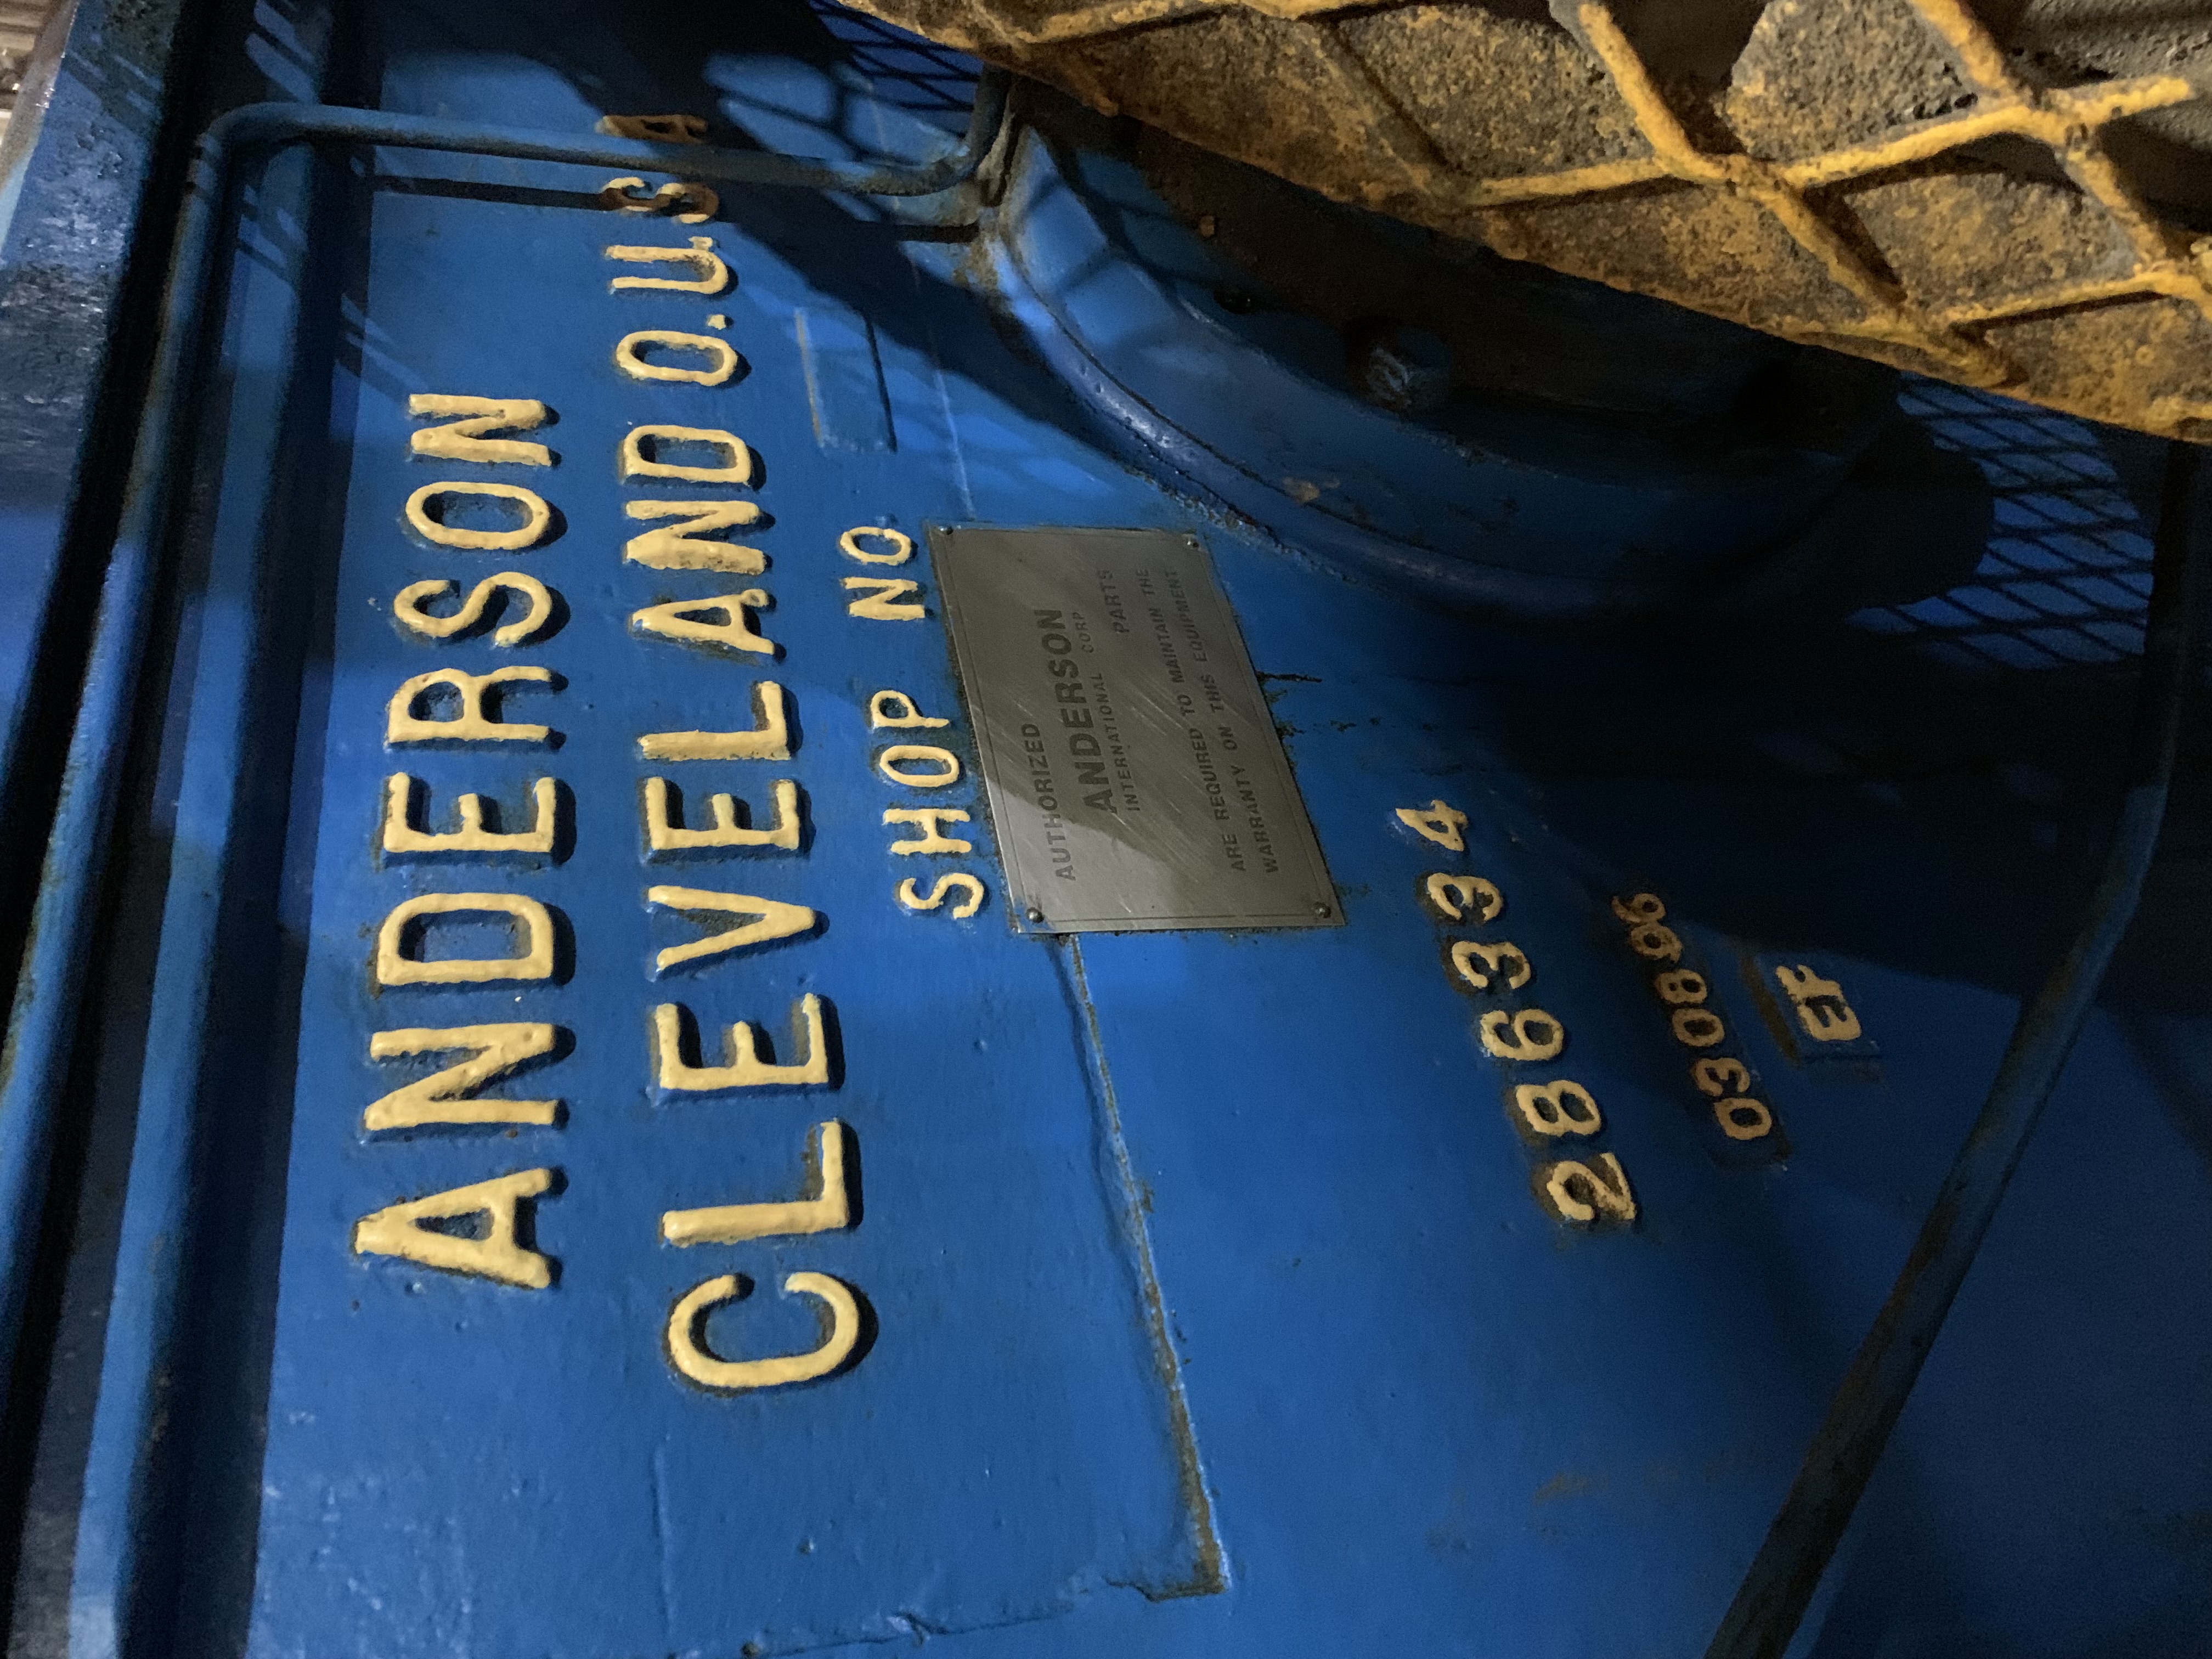 ANDERSON
CLEVELAND O.U.S.A
SHOP NO.
AUTHORIZED
ANDERSON
INTERNATIONAL CORP
PARTS
ARE REQUIRED TO MAINTAIN THE
WARRANTY ON THIS EQUIPMENT
286334
030896
EF